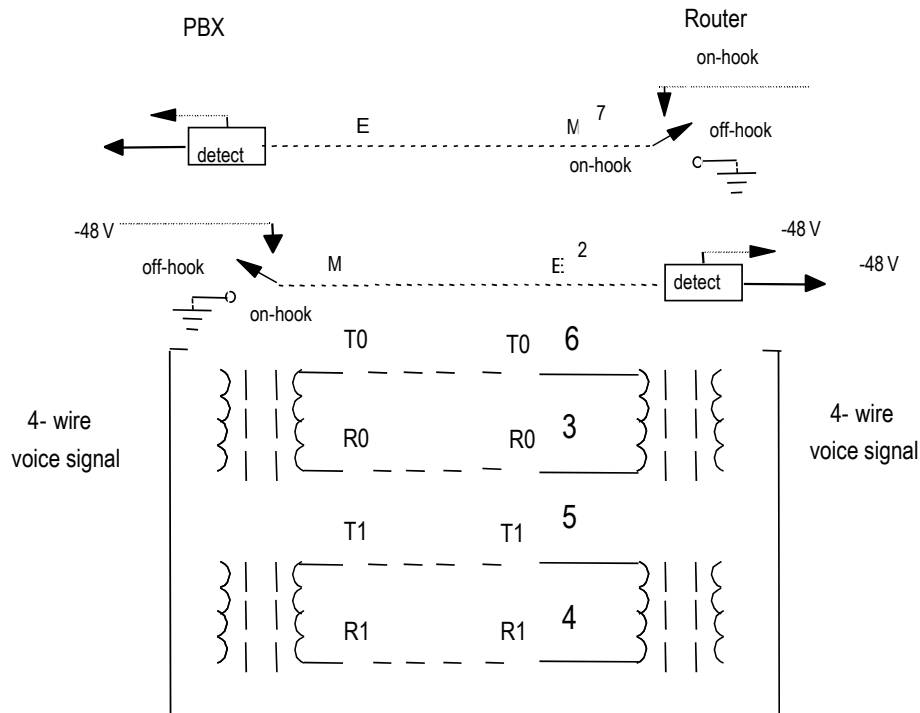 PBX
Router
on-hook
E
M 7
off-hook
detect
on-hook
-48 V
-48 V
-48 V
off-hook
M
E 2
detect
on-hook
T0
T0 6
4- wire
voice signal
R0
R0 3
4- wire
voice signal
T1
T1 5
R1
R1 4